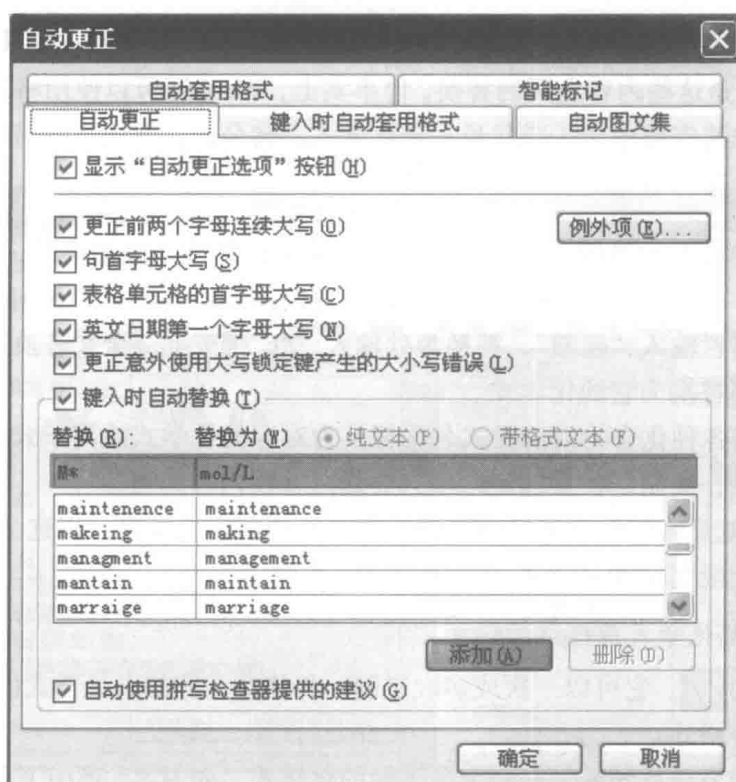 自动更正
自动套用格式 智能标记
自动更正 键入时自动套用格式 自动图文集
显示“自动更正选项”按钮(H)
更正前两个字母连续大写(O) 例外项(E)...
句首字母大写(S)
表格单元格的首字母大写(C)
英文日期第一个字母大写(N)
更正意外使用大写锁定键产生的大小写错误(L)
键入时自动替换(T)
替换(R): 替换为(W) 纯文本(P) 带格式文本(F)
M* mol/L
maintenence maintenance
makeing making
managment management
mantain maintain
marraige marriage
添加(A) 删除(D)
自动使用拼写检查器提供的建议(G)
确定 取消